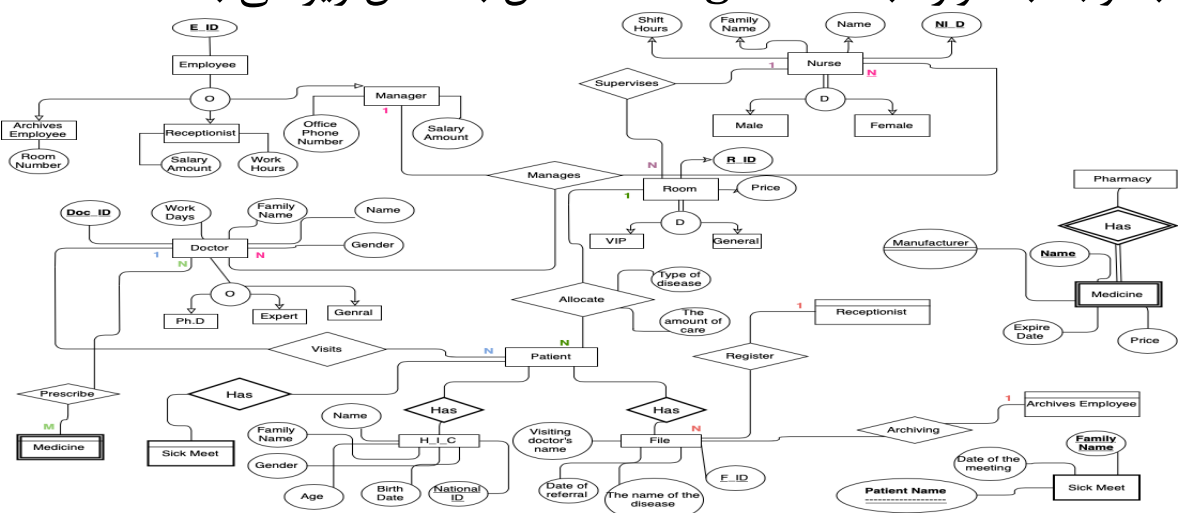 E_ID
Employee
O
Archives
Employee
Room
Number
Receptionist
Salary
Amount
Work
Hours
Manager
1
Office
Phone
Number
Salary
Amount
Shift
Hours
Family
Name
Name
NI_D
Nurse
1
N
Supervises
D
Male
Female
N
Manages
R_ID
Room
Price
1
D
VIP
General
Pharmacy
Has
Manufacturer
Name
Medicine
Expire
Date
Price
Doc_ID
Work
Days
Family
Name
Name
Gender
Doctor
1
N
N
O
Ph.D
Expert
Genral
Type of
disease
Allocate
The
amount of
care
N
1
Receptionist
Register
Visits
N
Patient
Prescribe
M
Medicine
Has
Sick Meet
Has
Name
Family
Name
Gender
Age
Birth
Date
National
ID
H_I_C
Has
N
File
Visiting
doctor's
name
Date of
referral
The name of the
disease
F_ID
Archiving
1
Archives Employee
Family
Name
Date of the
meeting
Sick Meet
Patient Name